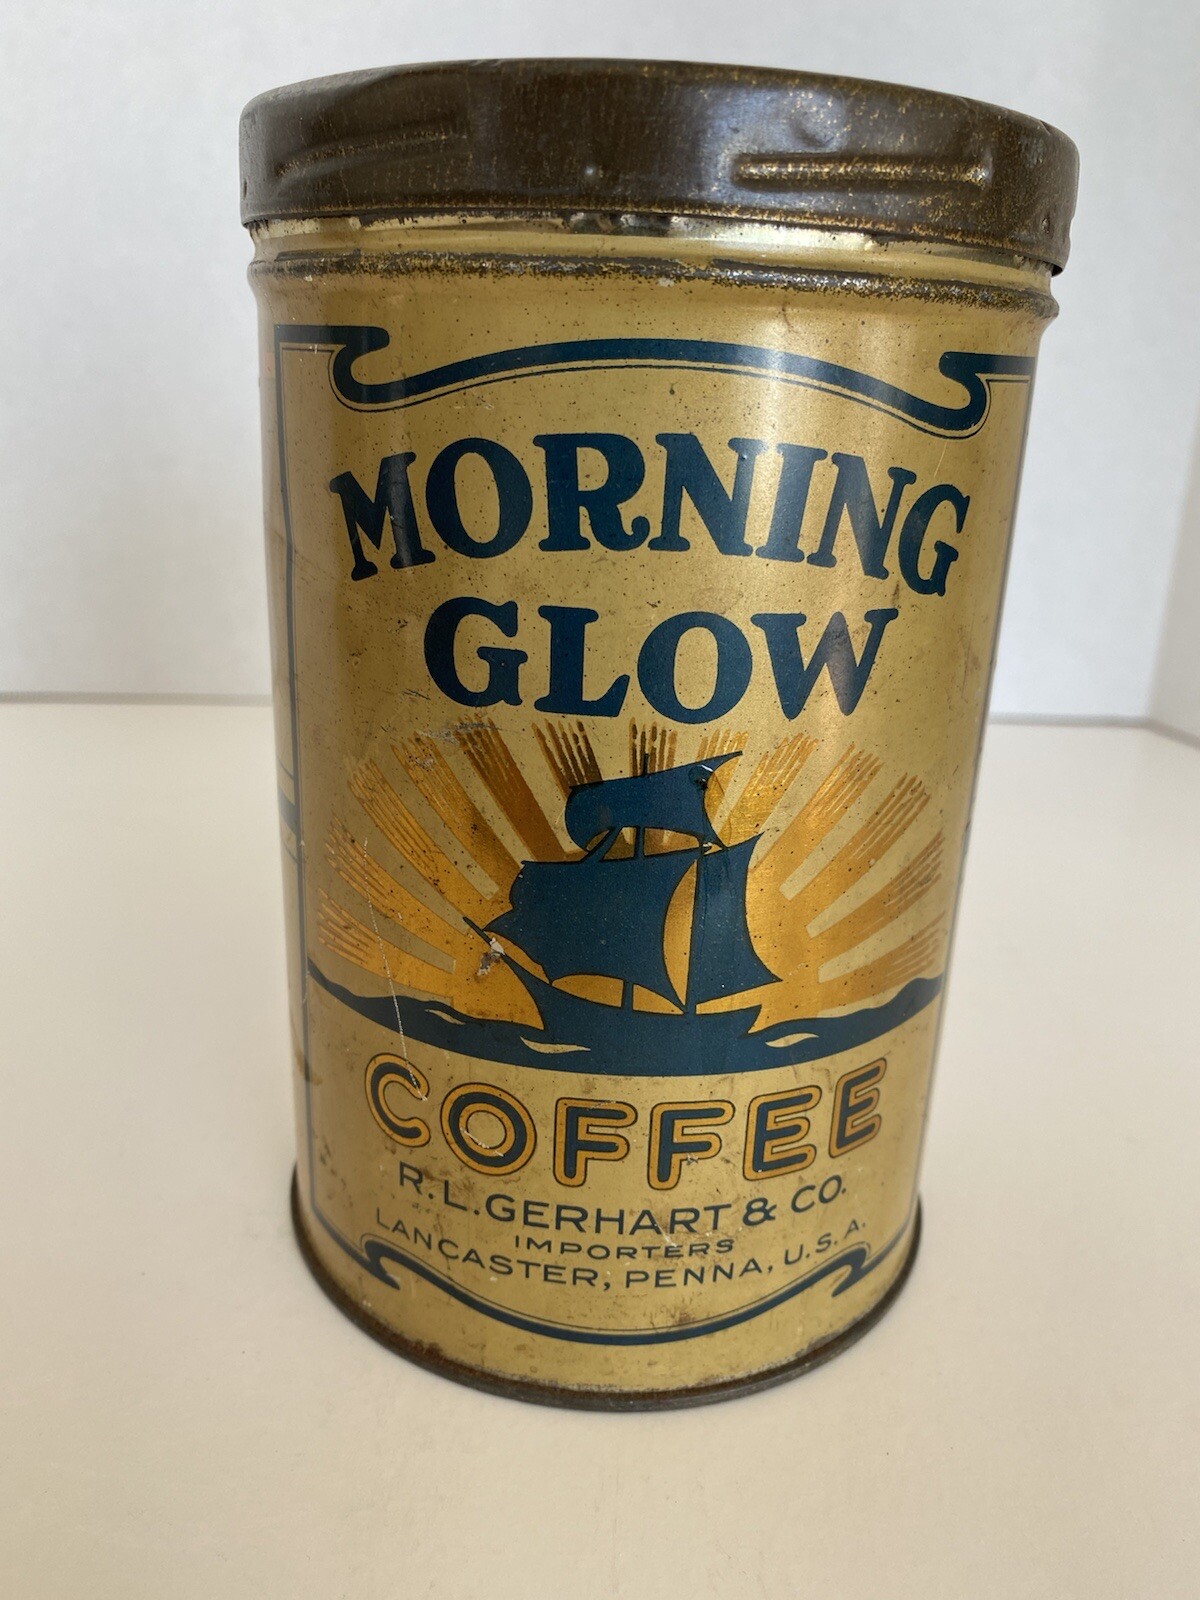 MORNING
GLOW
COFFEE
R.L.GERHART & CO.
IMPORTERS
LANCASTER, PENNA, U.S.A.